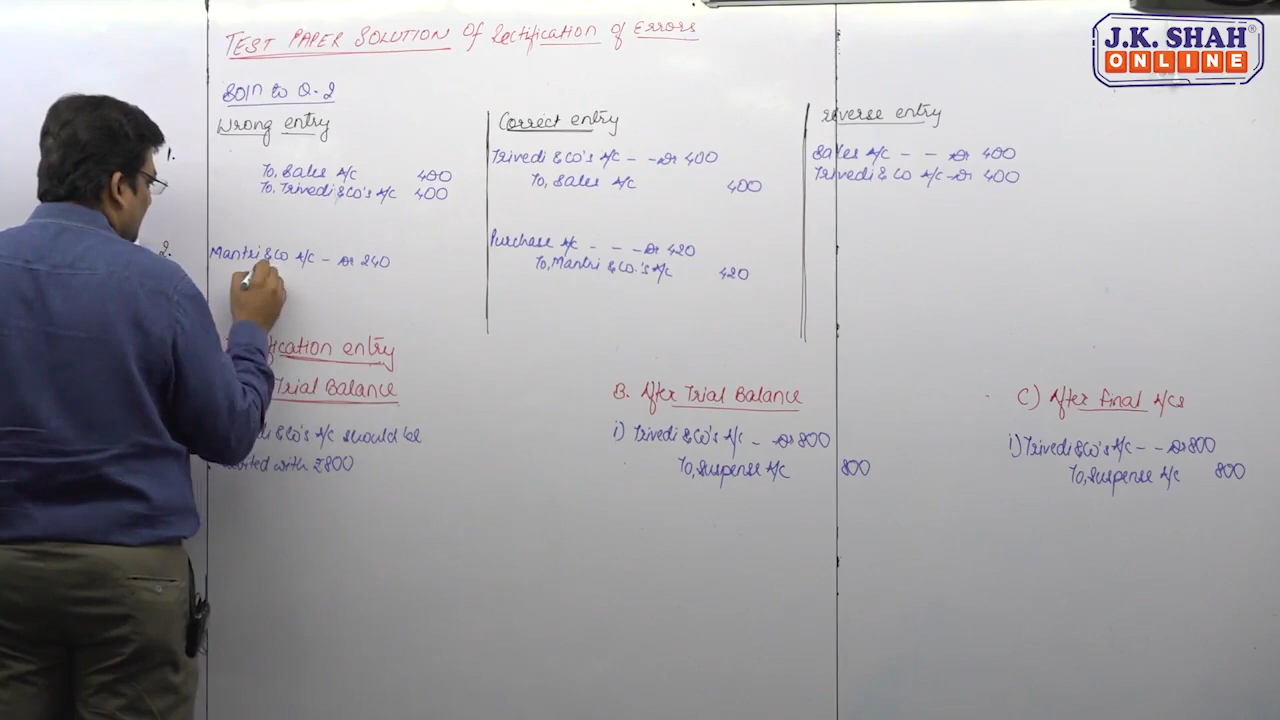 J.K. SHAH®
ONLINE
TEST PAPER SOLUTION of Rectification of Errors
Soln to Q.2
Wrong entry
Correct entry
Reverse entry
1.
To, Sales A/c 400
To, Trivedi & Co's A/c 400
Trivedi & Co's A/c - - Dr 400
To, Sales A/c 400
Sales A/c - - Dr 400
Trivedi & Co A/c - Dr 400
2.
Mantri & Co A/c - Dr 240
Purchase A/c - - - Dr 420
To, Mantri & Co.'s A/c 420
entry
Trial Balance
& Co's A/c should be
with ₹800
B. After Trial Balance
i) Trivedi & Co's A/c - Dr 800
To, Suspense A/c 800
C) After Final A/cs
i) Trivedi & Co's A/c - - Dr 800
To, Suspense A/c 800